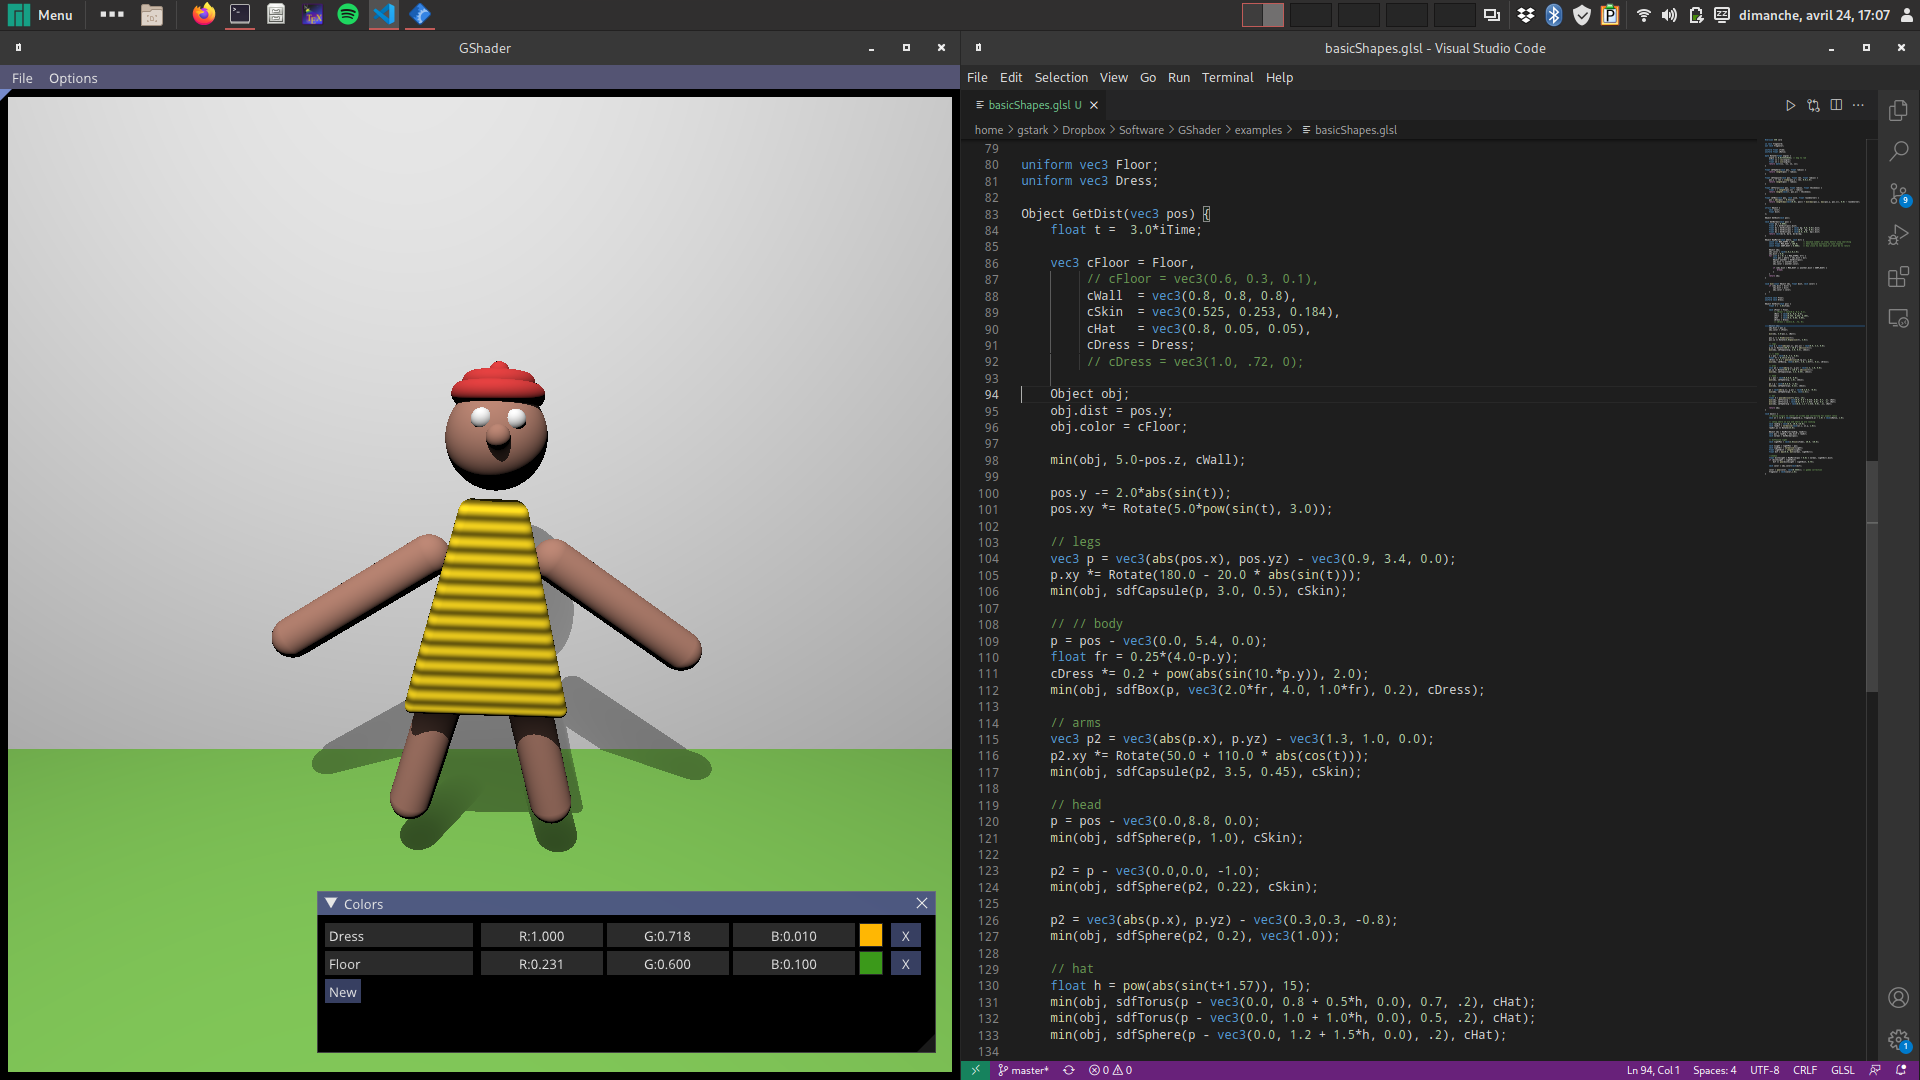 Menu
dimanche, avril 24, 17:07
GShader
File Options
Colors
Dress R:1.000 G:0.718 B:0.010 X
Floor R:0.231 G:0.600 B:0.100 X
New
basicShapes.glsl - Visual Studio Code
File Edit Selection View Go Run Terminal Help
basicShapes.glsl U
home > gstark > Dropbox > Software > GShader > examples > basicShapes.glsl
79
80 uniform vec3 Floor;
81 uniform vec3 Dress;
82
83 Object GetDist(vec3 pos) {
84 float t =  3.0*iTime;
85
86 vec3 cFloor = Floor,
87 // cFloor = vec3(0.6, 0.3, 0.1),
88 cWall  = vec3(0.8, 0.8, 0.8),
89 cSkin  = vec3(0.525, 0.253, 0.184),
90 cHat   = vec3(0.8, 0.05, 0.05),
91 cDress = Dress;
92 // cDress = vec3(1.0, .72, 0);
93
94 Object obj;
95 obj.dist = pos.y;
96 obj.color = cFloor;
97
98 min(obj, 5.0-pos.z, cWall);
99
100 pos.y -= 2.0*abs(sin(t));
101 pos.xy *= Rotate(5.0*pow(sin(t), 3.0));
102
103 // legs
104 vec3 p = vec3(abs(pos.x), pos.yz) - vec3(0.9, 3.4, 0.0);
105 p.xy *= Rotate(180.0 - 20.0 * abs(sin(t)));
106 min(obj, sdfCapsule(p, 3.0, 0.5), cSkin);
107
108 // // body
109 p = pos - vec3(0.0, 5.4, 0.0);
110 float fr = 0.25*(4.0-p.y);
111 cDress *= 0.2 + pow(abs(sin(10.*p.y)), 2.0);
112 min(obj, sdfBox(p, vec3(2.0*fr, 4.0, 1.0*fr), 0.2), cDress);
113
114 // arms
115 vec3 p2 = vec3(abs(p.x), p.yz) - vec3(1.3, 1.0, 0.0);
116 p2.xy *= Rotate(50.0 + 110.0 * abs(cos(t)));
117 min(obj, sdfCapsule(p2, 3.5, 0.45), cSkin);
118
119 // head
120 p = pos - vec3(0.0,8.8, 0.0);
121 min(obj, sdfSphere(p, 1.0), cSkin);
122
123 p2 = p - vec3(0.0,0.0, -1.0);
124 min(obj, sdfSphere(p2, 0.22), cSkin);
125
126 p2 = vec3(abs(p.x), p.yz) - vec3(0.3,0.3, -0.8);
127 min(obj, sdfSphere(p2, 0.2), vec3(1.0));
128
129 // hat
130 float h = pow(abs(sin(t+1.57)), 15);
131 min(obj, sdfTorus(p - vec3(0.0, 0.8 + 0.5*h, 0.0), 0.7, .2), cHat);
132 min(obj, sdfTorus(p - vec3(0.0, 1.0 + 1.0*h, 0.0), 0.5, .2), cHat);
133 min(obj, sdfSphere(p - vec3(0.0, 1.2 + 1.5*h, 0.0), .2), cHat);
134
9
1
master* 0 0 Ln 94, Col 1 Spaces: 4 UTF-8 CRLF GLSL